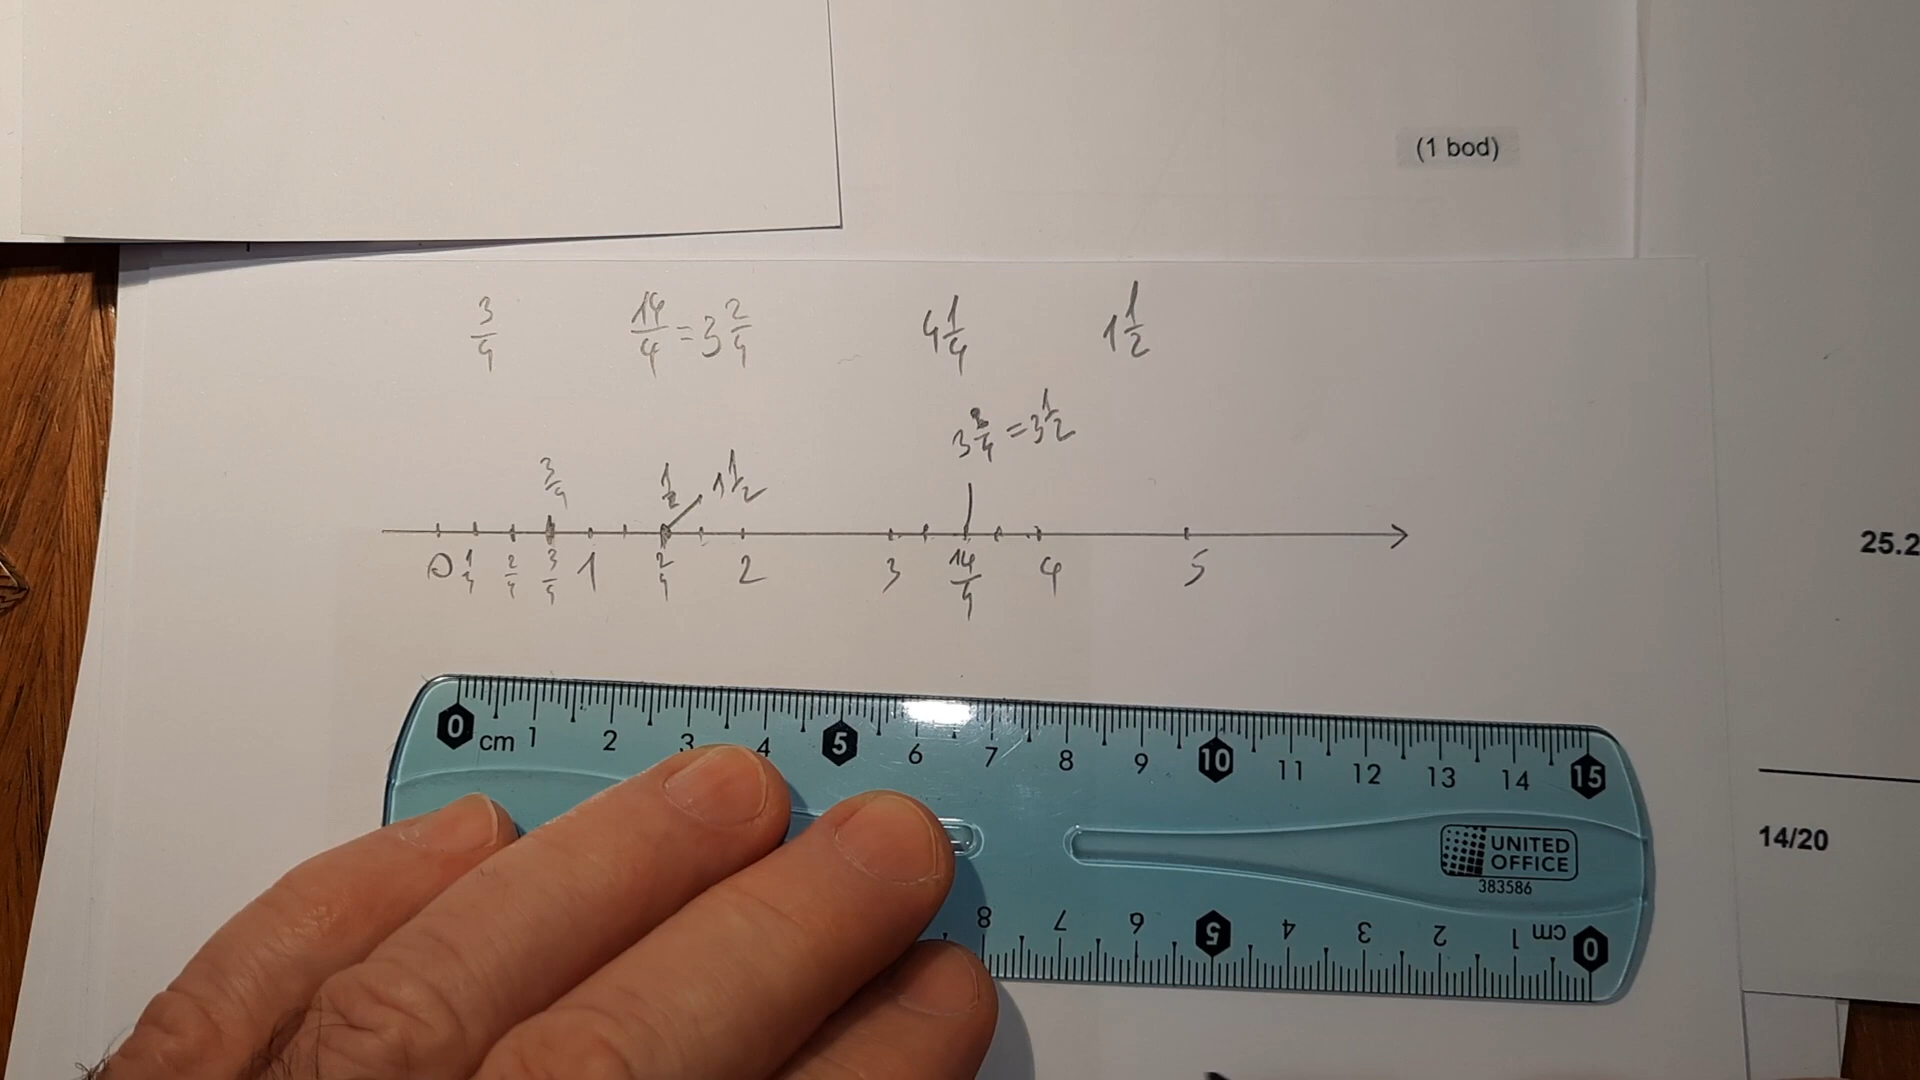 (1 bod)
3/4 14/4 = 3 2/4 4 1/4 1 1/2
3 2/4 = 3 1/2
3/4 1/2 1 1/2
0 1/4 2/4 3/4 1 2/4 2 3 14/4 4 5
25.2
0 cm 1 2 3 4 5 6 7 8 9 10 11 12 13 14 15
14/20
UNITED
OFFICE
383586
8 7 6 5 4 3 2 1 cm 0